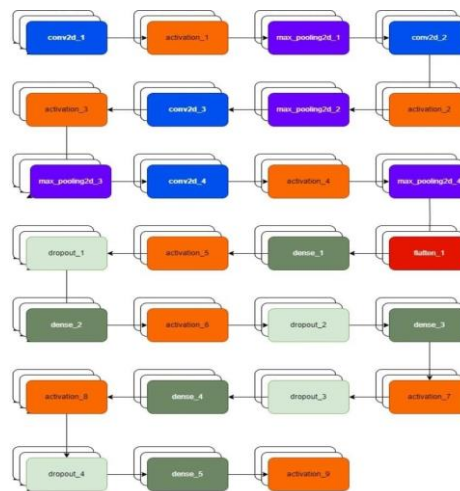 conv2d_1 activation_1 max_pooling2d_1 conv2d_2
activation_3 conv2d_3 max_pooling2d_2 activation_2
max_pooling2d_3 conv2d_4 activation_4 max_pooling2d_4
dropout_1 activation_5 dense_1 flatten_1
dense_2 activation_6 dropout_2 dense_3
activation_8 dense_4 dropout_3 activation_7
dropout_4 dense_5 activation_9